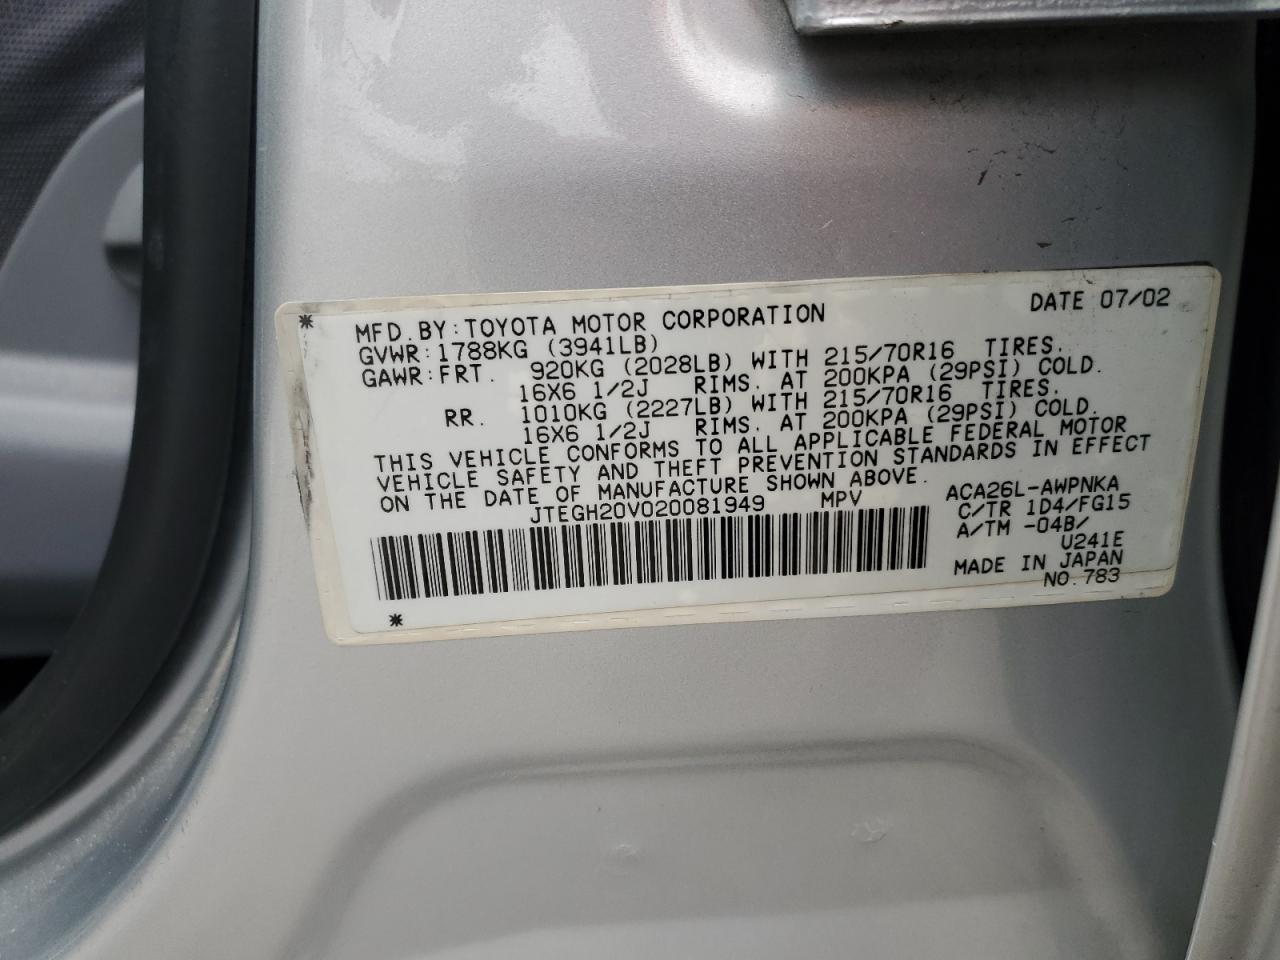 DATE 07/02
MFD.BY:TOYOTA MOTOR CORPORATION
GVWR:1788KG (3941LB)
GAWR:FRT. 920KG (2028LB) WITH 215/70R16 TIRES.
16X6 1/2J RIMS. AT 200KPA (29PSI) COLD.
RR. 1010KG (2227LB) WITH 215/70R16 TIRES.
16X6 1/2J RIMS. AT 200KPA (29PSI) COLD.
THIS VEHICLE CONFORMS TO ALL APPLICABLE FEDERAL MOTOR
VEHICLE SAFETY AND THEFT PREVENTION STANDARDS IN EFFECT
ON THE DATE OF MANUFACTURE SHOWN ABOVE.
JTEGH20V020081949 MPV
ACA26L-AWPNKA
C/TR 1D4/FG15
A/TM -04B/
U241E
MADE IN JAPAN
NO.783